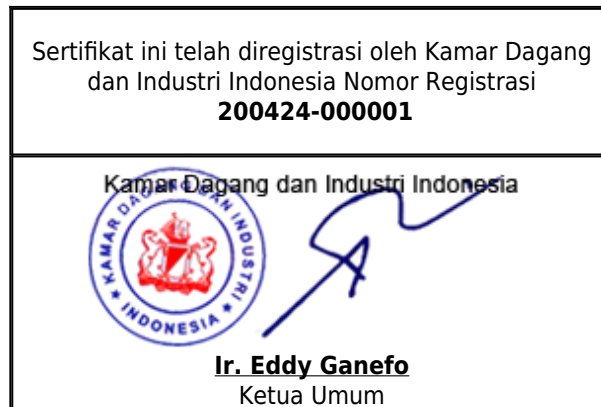 Sertifikat ini telah diregistrasi oleh Kamar Dagang
dan Industri Indonesia Nomor Registrasi
200424-000001
Kamar Dagang dan Industri Indonesia
KAMAR DAGANG DAN INDUSTRI
INDONESIA
Ir. Eddy Ganefo
Ketua Umum